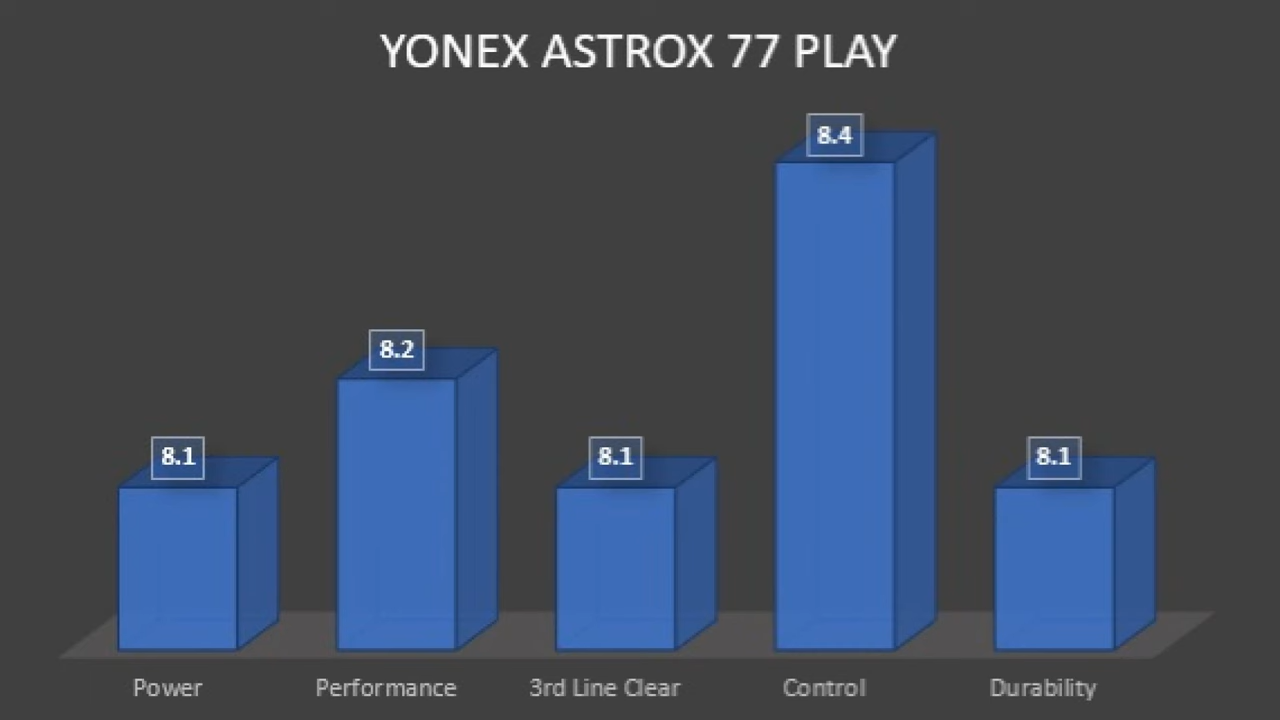 YONEX ASTROX 77 PLAY
8.1
8.2
8.1
8.4
8.1
Power
Performance
3rd Line Clear
Control
Durability